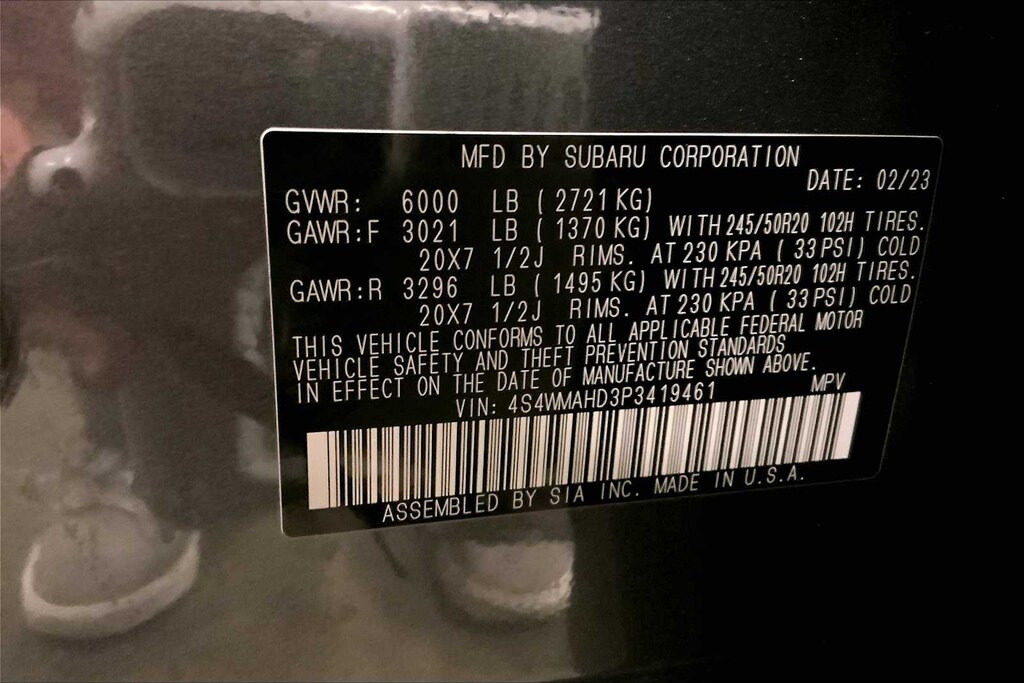 MFD BY SUBARU CORPORATION
DATE: 02/23
GVWR: 6000 LB ( 2721 KG)
GAWR:F 3021 LB ( 1370 KG) WITH 245/50R20 102H TIRES.
20X7 1/2J RIMS. AT 230 KPA ( 33 PSI) COLD
GAWR:R 3296 LB ( 1495 KG) WITH 245/50R20 102H TIRES.
20X7 1/2J RIMS. AT 230 KPA ( 33 PSI) COLD
THIS VEHICLE CONFORMS TO ALL APPLICABLE FEDERAL MOTOR
VEHICLE SAFETY AND THEFT PREVENTION STANDARDS
IN EFFECT ON THE DATE OF MANUFACTURE SHOWN ABOVE.
VIN: 4S4WMAHD3P3419461 MPV
ASSEMBLED BY SIA INC. MADE IN U.S.A.